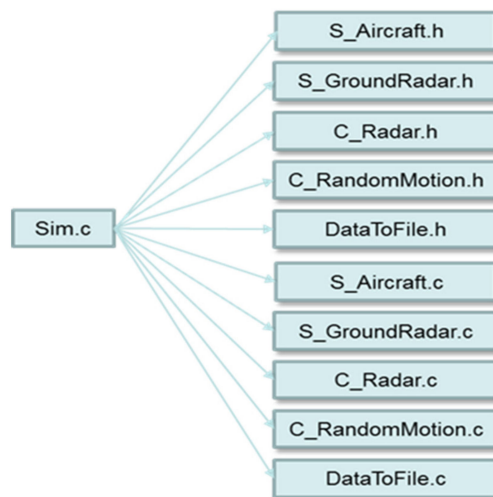 S_Aircraft.h
S_GroundRadar.h
C_Radar.h
C_RandomMotion.h
Sim.c
DataToFile.h
S_Aircraft.c
S_GroundRadar.c
C_Radar.c
C_RandomMotion.c
DataToFile.c